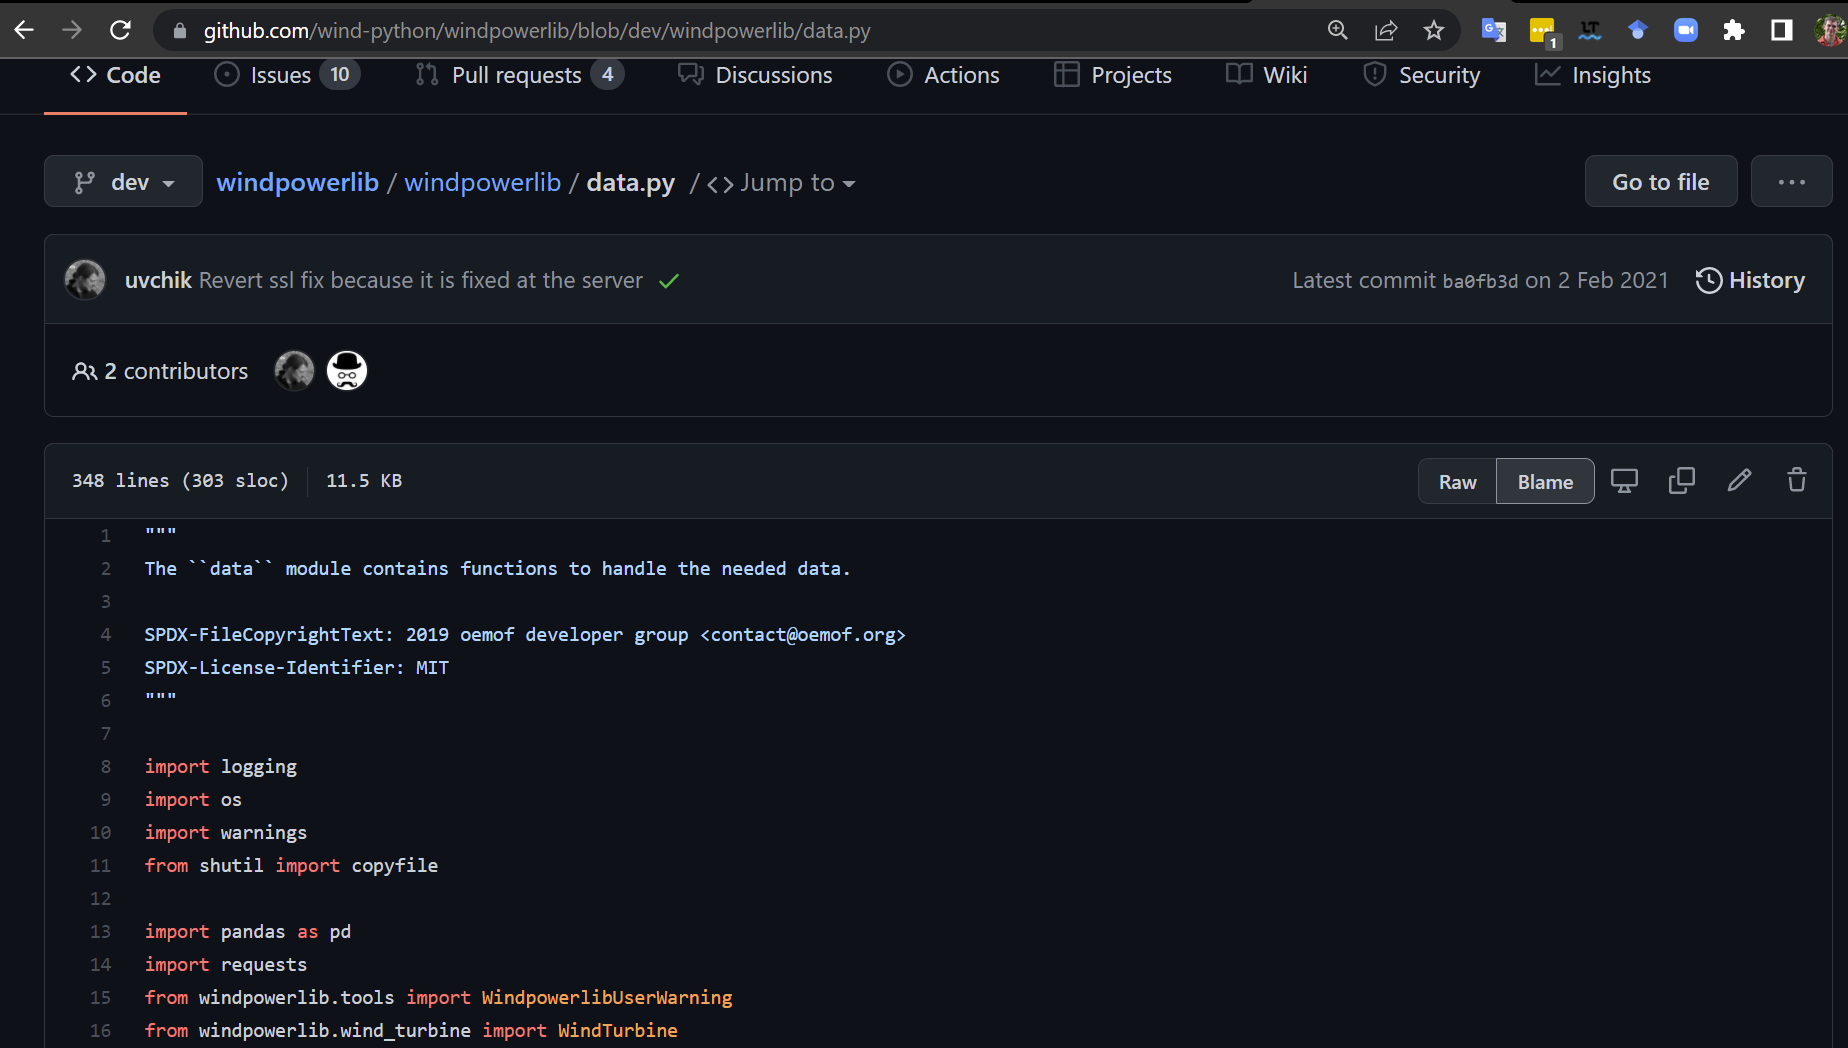 github.com/wind-python/windpowerlib/blob/dev/windpowerlib/data.py
1
Code Issues 10 Pull requests 4 Discussions Actions Projects Wiki Security Insights
dev windpowerlib / windpowerlib / data.py / <> Jump to Go to file ...
uvchik Revert ssl fix because it is fixed at the server Latest commit ba0fb3d on 2 Feb 2021 History
2 contributors
348 lines (303 sloc) 11.5 KB Raw Blame
1 """
2 The ``data`` module contains functions to handle the needed data.
3
4 SPDX-FileCopyrightText: 2019 oemof developer group <contact@oemof.org>
5 SPDX-License-Identifier: MIT
6 """
7
8 import logging
9 import os
10 import warnings
11 from shutil import copyfile
12
13 import pandas as pd
14 import requests
15 from windpowerlib.tools import WindpowerlibUserWarning
16 from windpowerlib.wind_turbine import WindTurbine